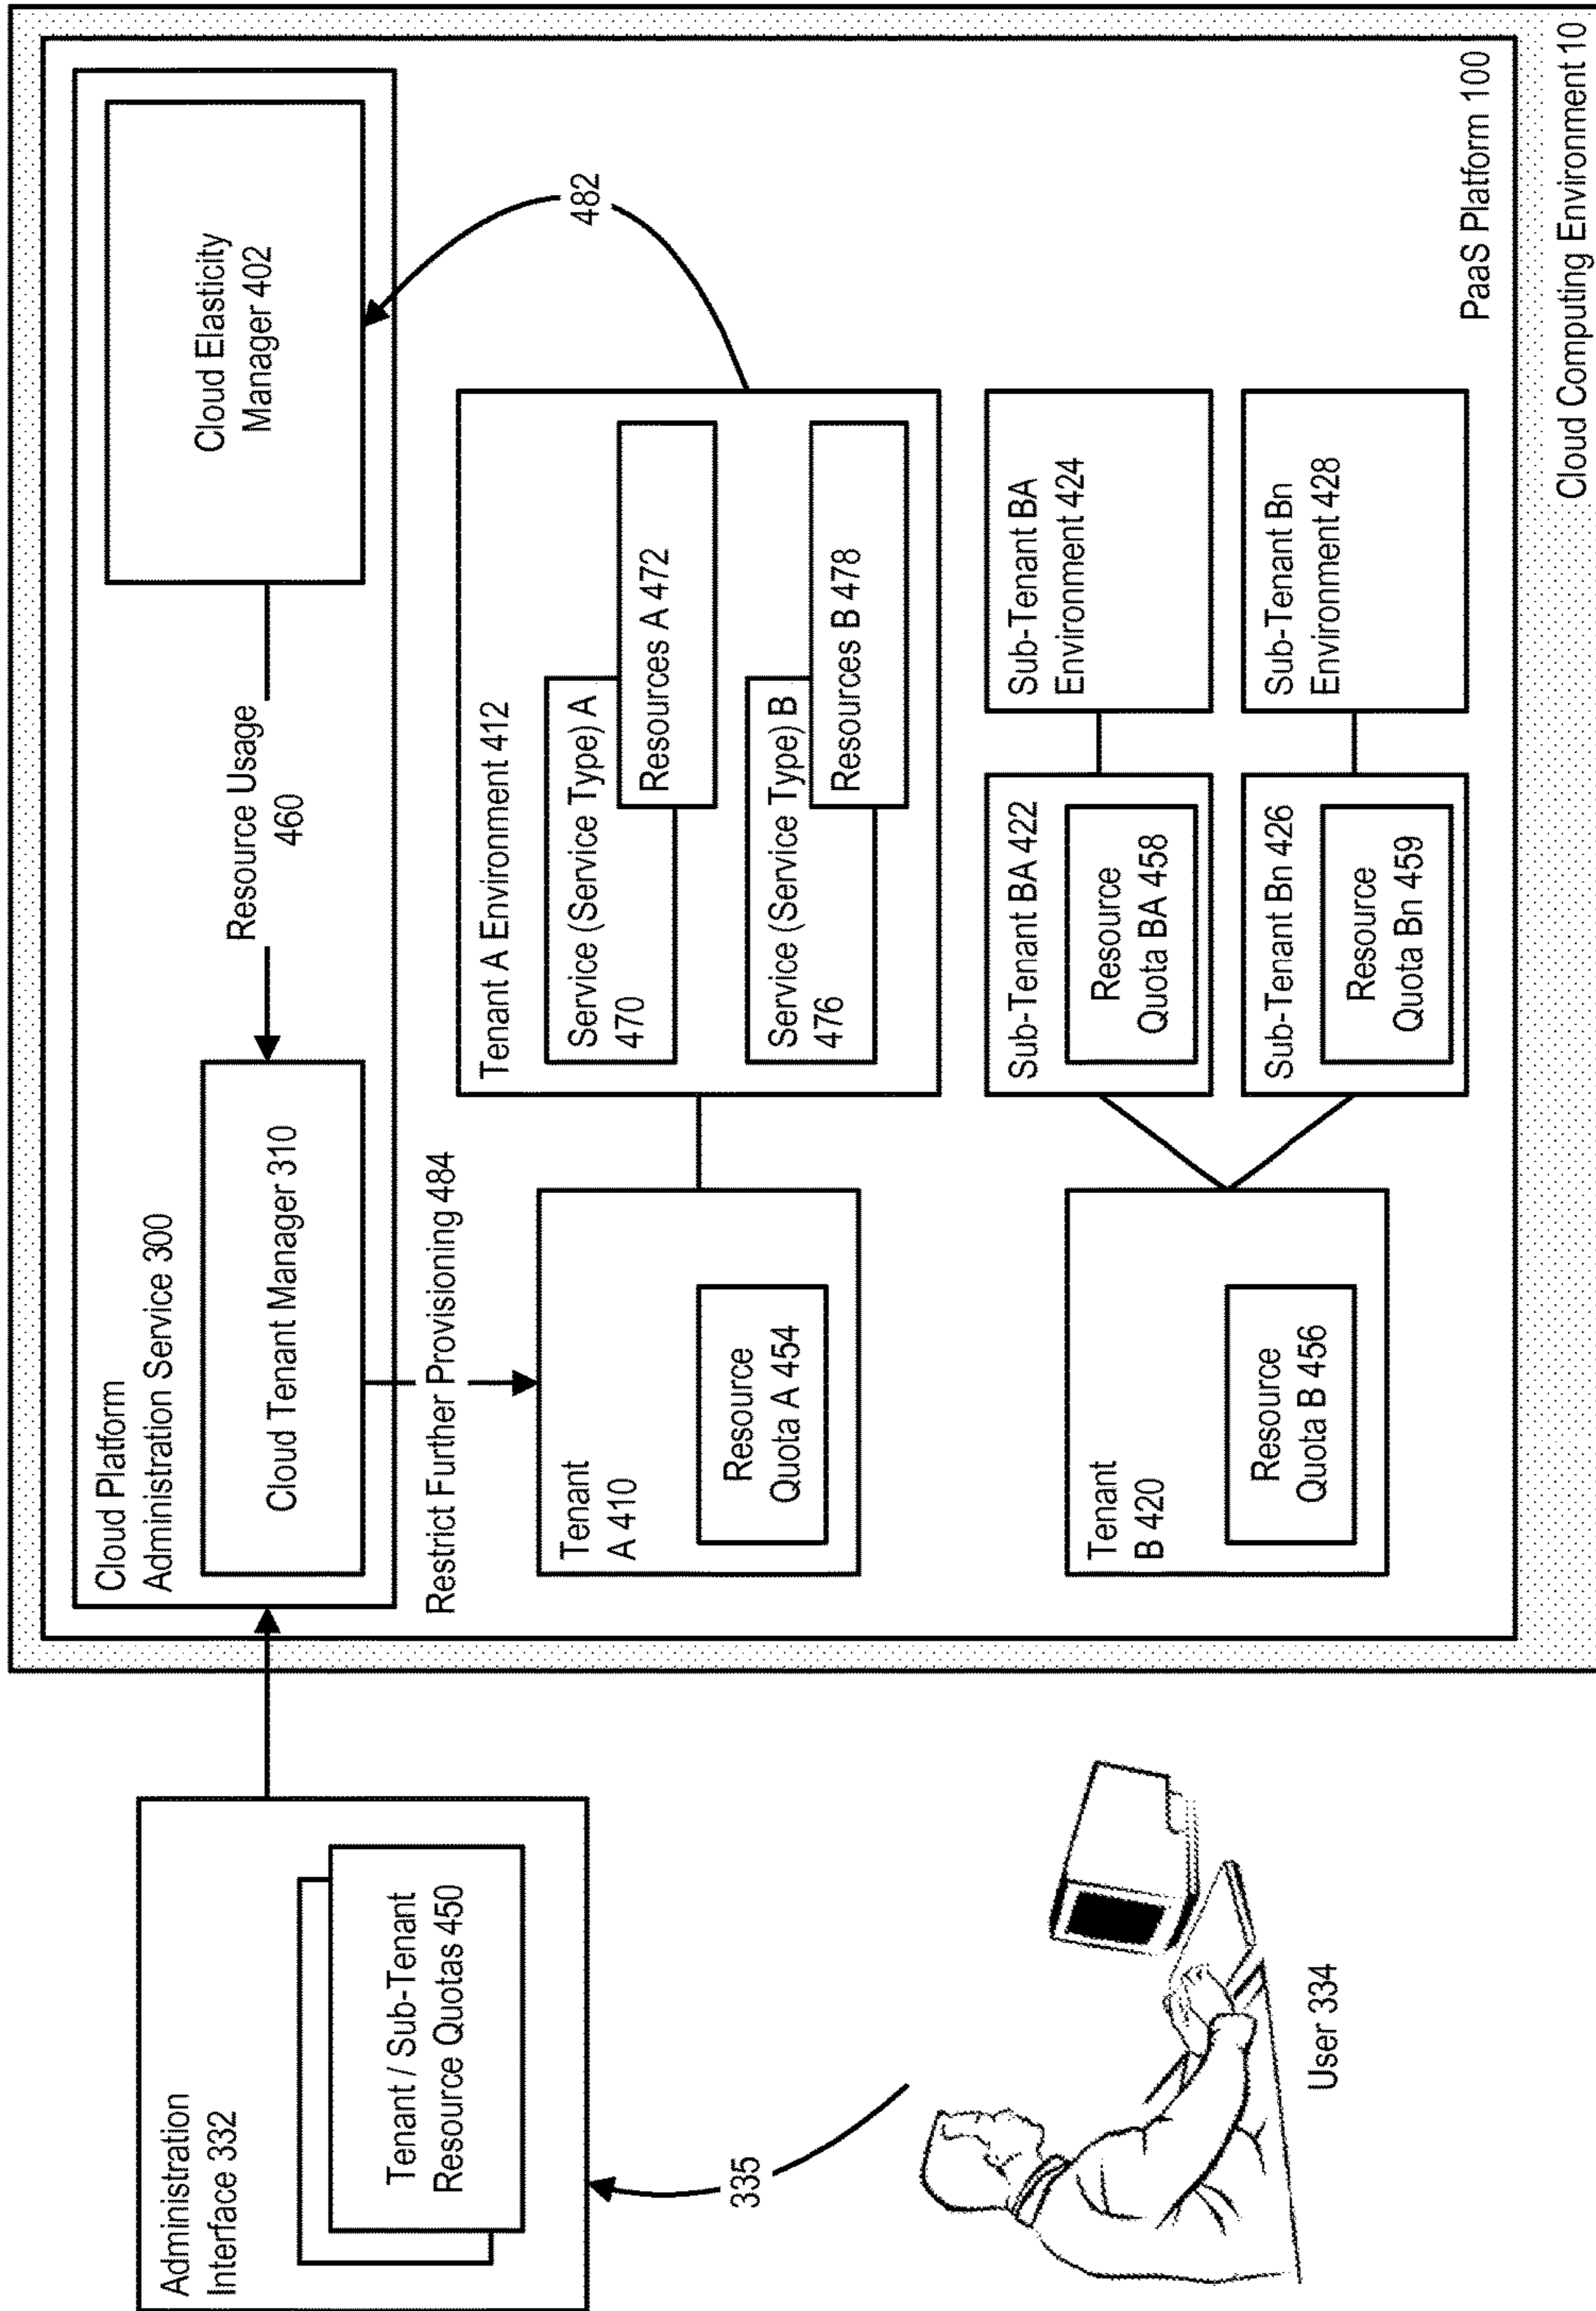 Administration
Interface 332
Tenant / Sub-Tenant
Resource Quotas 450
335
User 334
Cloud Platform
Administration Service 300
Cloud Tenant Manager 310
Resource Usage
460
Cloud Elasticity
Manager 402
Restrict Further Provisioning 484
482
Tenant
A 410
Resource
Quota A 454
Tenant A Environment 412
Service (Service Type) A
470
Resources A 472
Service (Service Type) B
476
Resources B 478
Tenant
B 420
Resource
Quota B 456
Sub-Tenant BA 422
Resource
Quota BA 458
Sub-Tenant BA
Environment 424
Sub-Tenant Bn 426
Resource
Quota Bn 459
Sub-Tenant Bn
Environment 428
PaaS Platform 100
Cloud Computing Environment 10